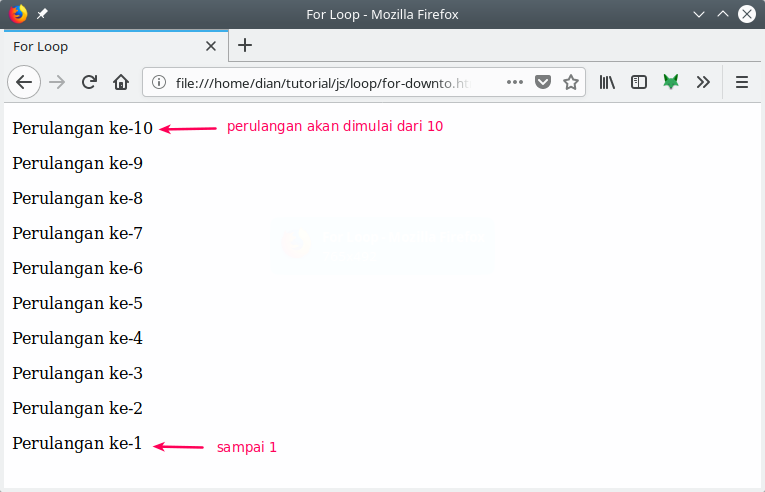 For Loop - Mozilla Firefox
For Loop
file:///home/dian/tutorial/js/loop/for-downto.ht
Perulangan ke-10
perulangan akan dimulai dari 10
Perulangan ke-9
Perulangan ke-8
Perulangan ke-7
Perulangan ke-6
Perulangan ke-5
Perulangan ke-4
Perulangan ke-3
Perulangan ke-2
Perulangan ke-1
sampai 1